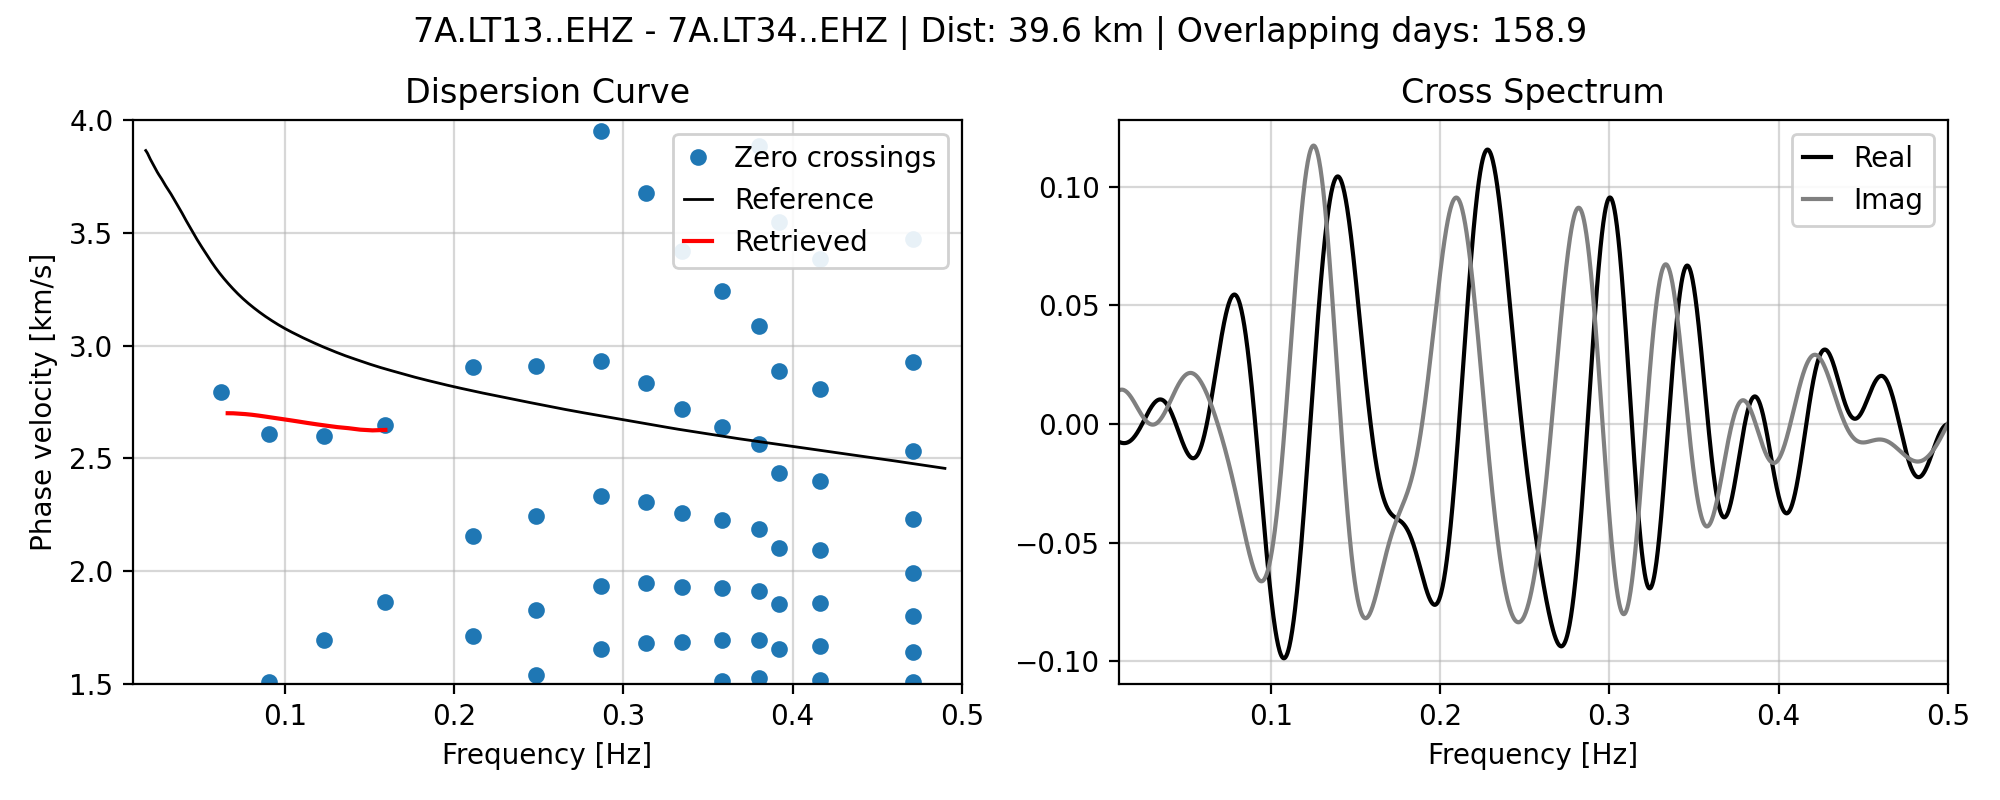 7A.LT13..EHZ - 7A.LT34..EHZ | Dist: 39.6 km | Overlapping days: 158.9
Dispersion Curve
4.0
3.5
3.0
2.5
2.0
1.5
0.1
0.2
0.3
0.4
0.5
Phase velocity [km/s]
Frequency [Hz]
Zero crossings
Reference
Retrieved
Cross Spectrum
0.10
0.05
0.00
−0.05
−0.10
0.1
0.2
0.3
0.4
0.5
Frequency [Hz]
Real
Imag